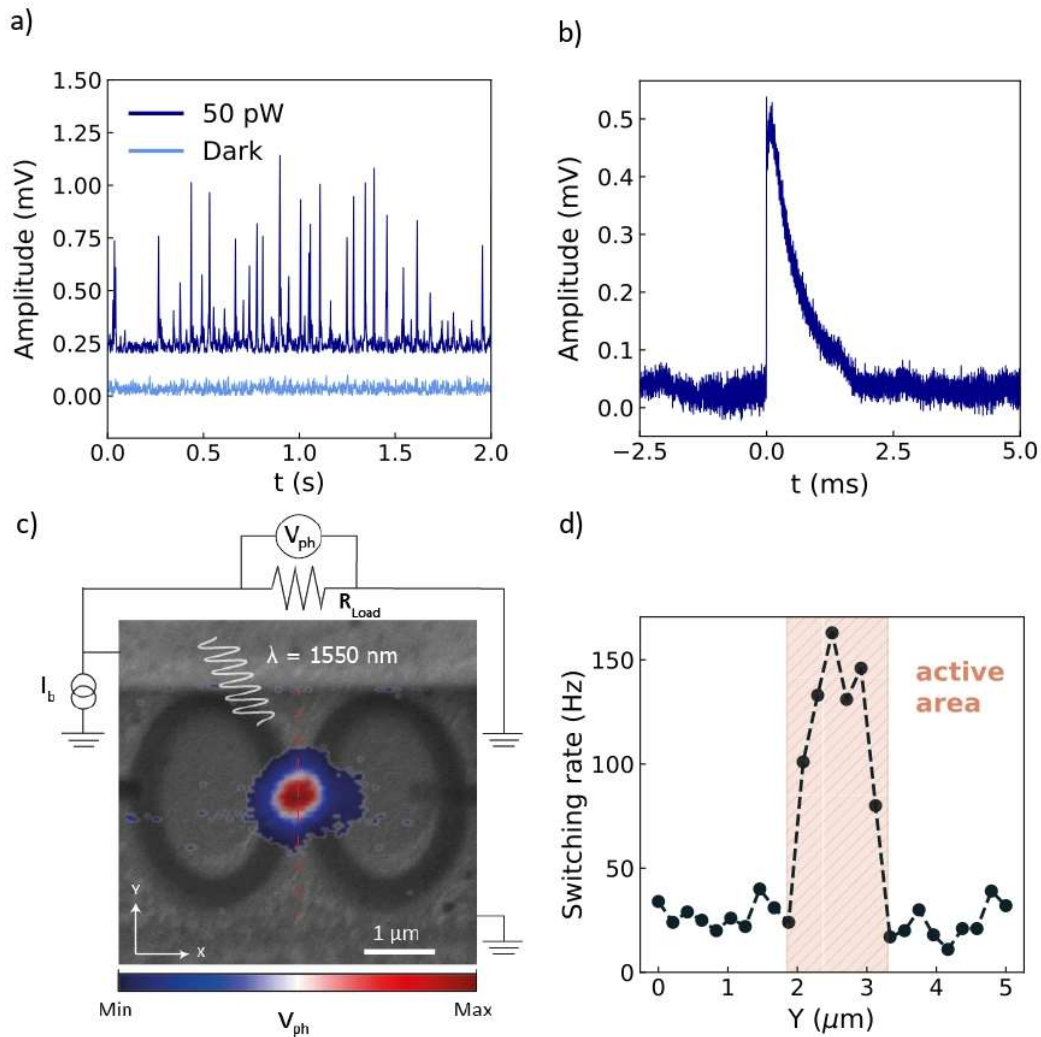 a)
1.50
1.25
1.00
0.75
0.50
0.25
0.00
Amplitude (mV)
50 pW
Dark
0.0 0.5 1.0 1.5 2.0
t (s)
b)
0.5
0.4
0.3
0.2
0.1
0.0
Amplitude (mV)
−2.5 0.0 2.5 5.0
t (ms)
c)
Vph
RLoad
λ = 1550 nm
Ib
Y
X
1 μm
Min Max
Vph
d)
150
100
50
0
Switching rate (Hz)
active
area
0 1 2 3 4 5
Y (μm)